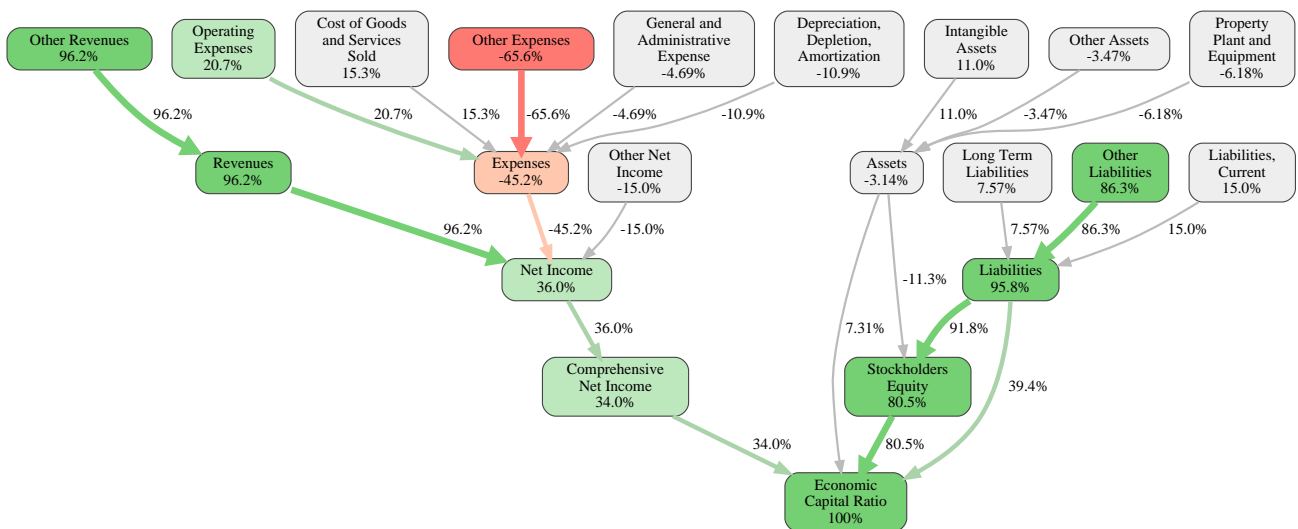 Other Revenues
96.2%
Operating
Expenses
20.7%
Cost of Goods
and Services
Sold
15.3%
Other Expenses
-65.6%
General and
Administrative
Expense
-4.69%
Depreciation,
Depletion,
Amortization
-10.9%
Intangible
Assets
11.0%
Other Assets
-3.47%
Property
Plant and
Equipment
-6.18%
96.2%
20.7%
15.3%
-65.6%
-4.69%
-10.9%
11.0%
-3.47%
-6.18%
Revenues
96.2%
Expenses
-45.2%
Other Net
Income
-15.0%
Assets
-3.14%
Long Term
Liabilities
7.57%
Other
Liabilities
86.3%
Liabilities,
Current
15.0%
96.2%
-45.2%
-15.0%
7.57%
86.3%
15.0%
Net Income
36.0%
-11.3%
Liabilities
95.8%
36.0%
7.31%
91.8%
Comprehensive
Net Income
34.0%
Stockholders
Equity
80.5%
39.4%
34.0%
80.5%
Economic
Capital Ratio
100%